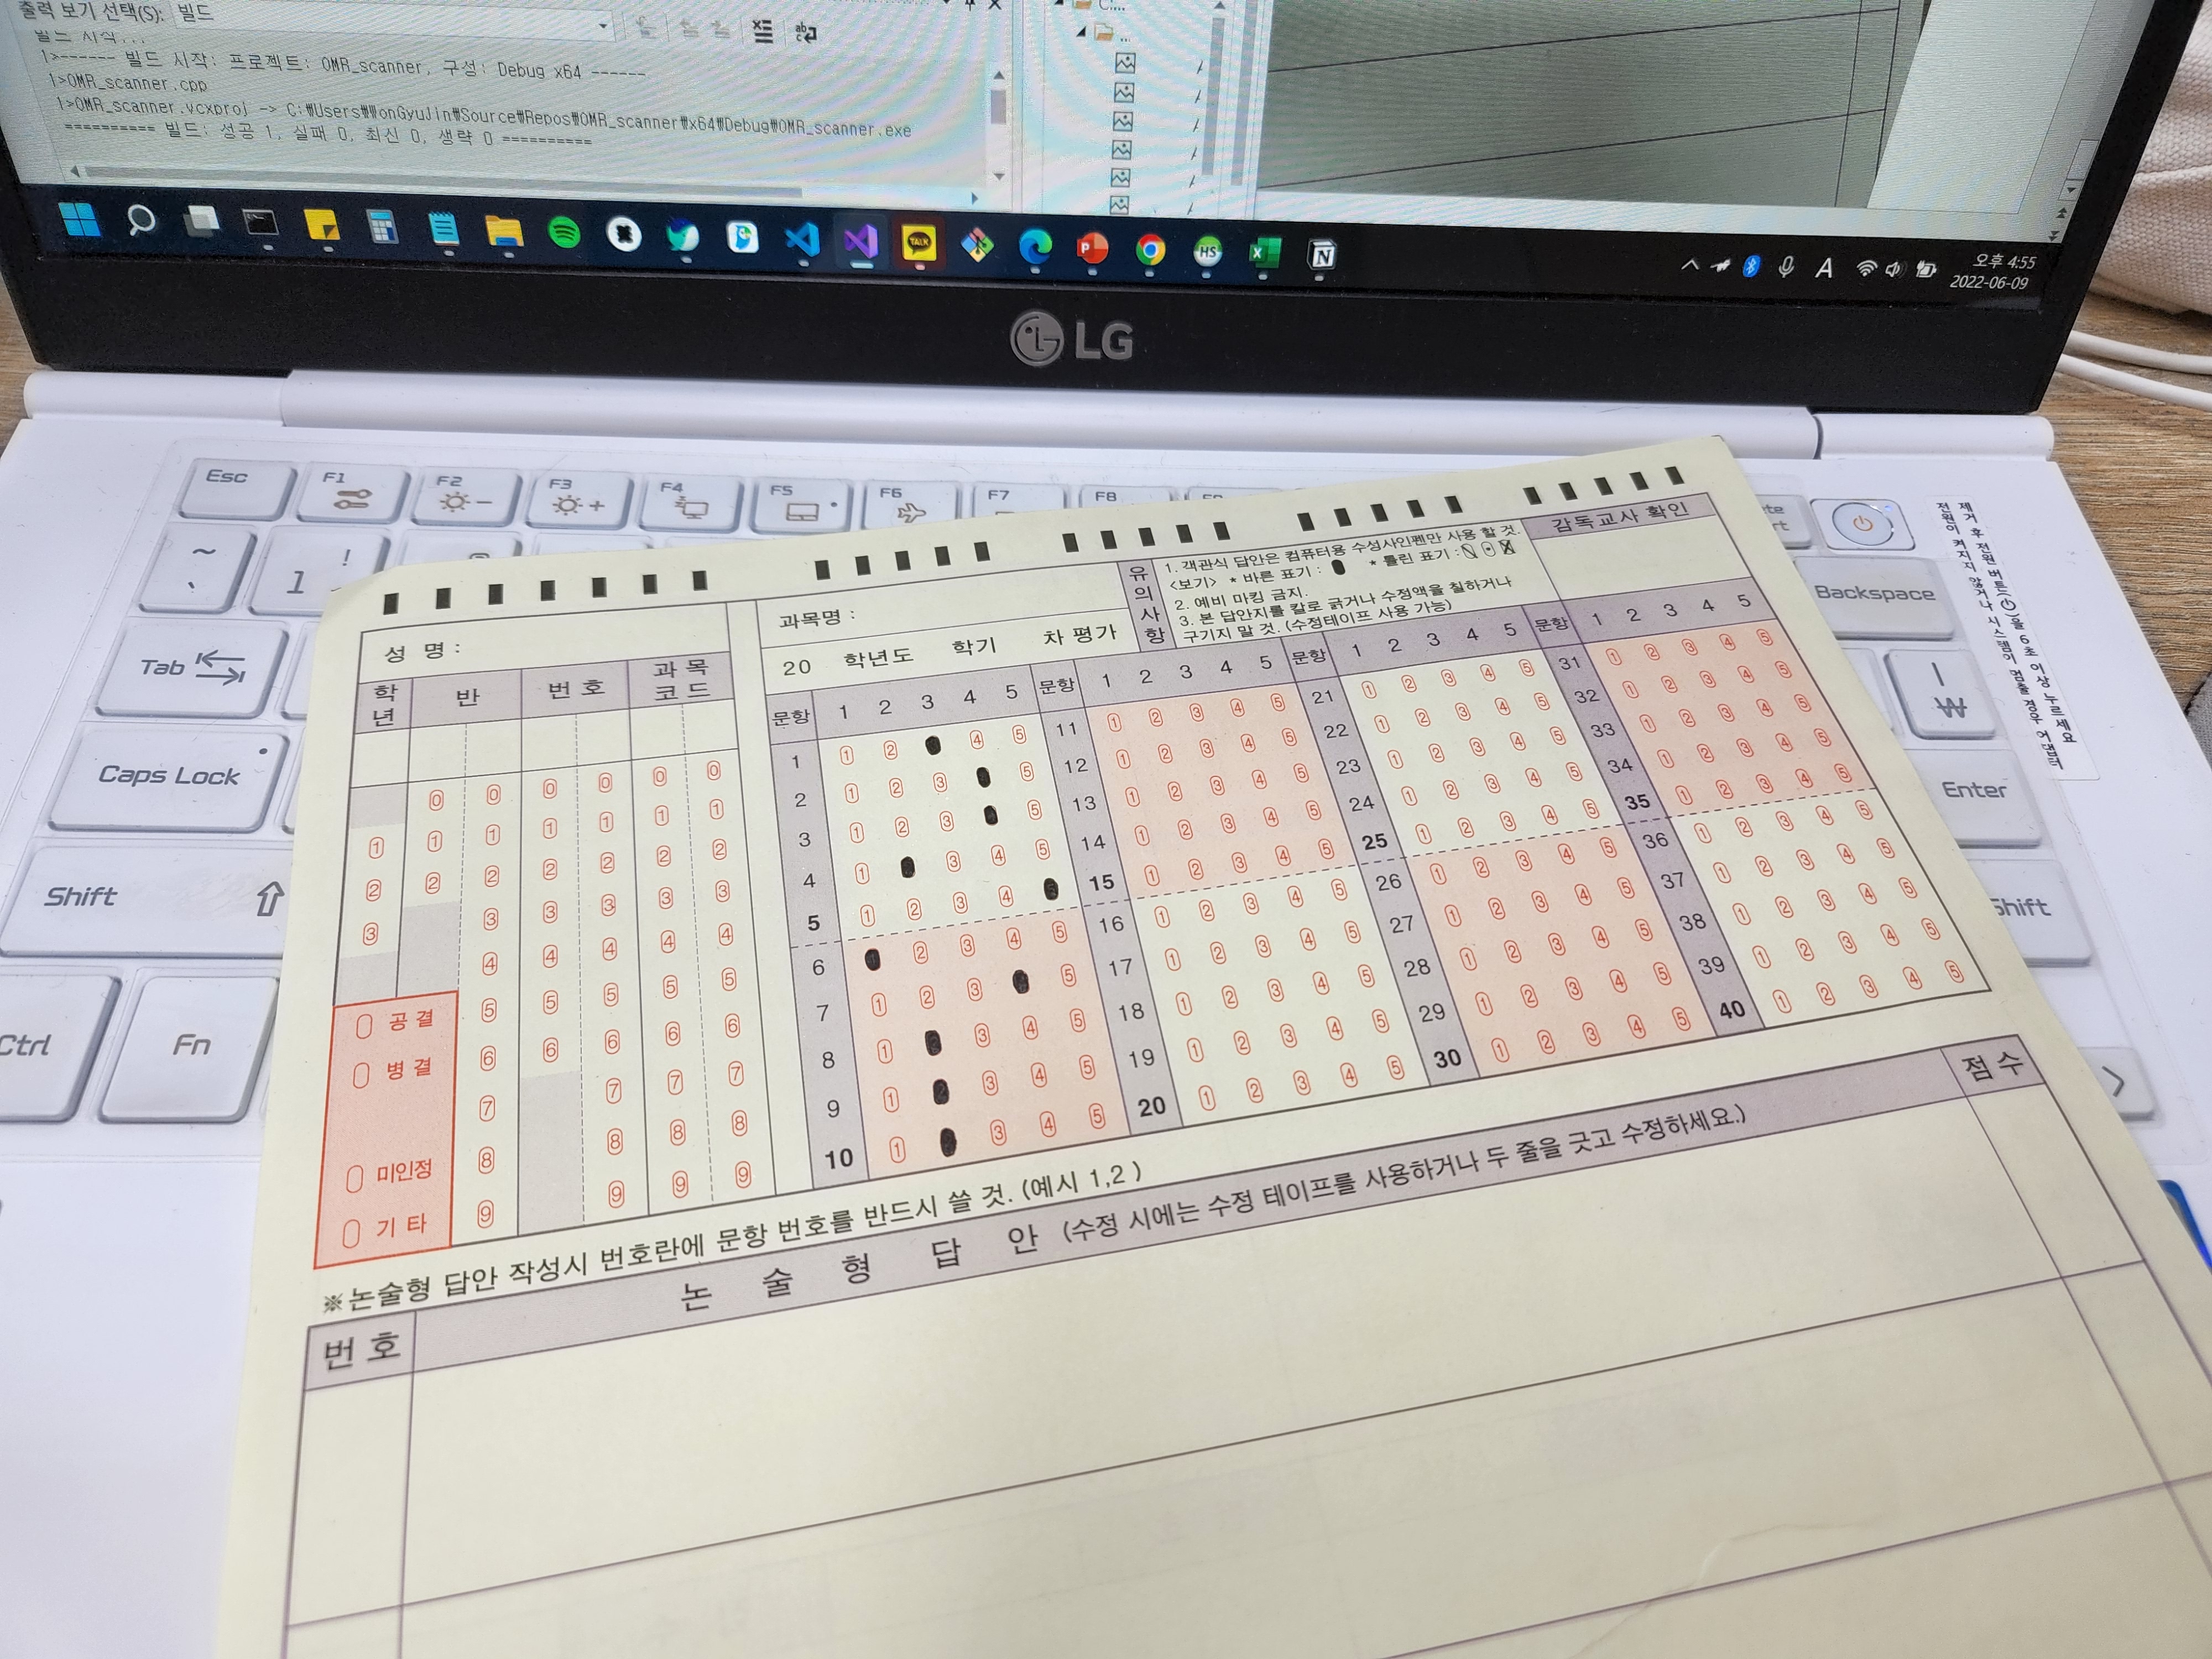 출력 보기 선택(S): 빌드
빌드 시작...
1>------ 빌드 시작: 프로젝트: OMR_scanner, 구성: Debug x64 ------
1>OMR_scanner.cpp
1>OMR_scanner.vcxproj -> C:\Users\WonGyuJin\Source\Repos\OMR_scanner\x64\Debug\OMR_scanner.exe
========== 빌드: 성공 1, 실패 0, 최신 0, 생략 0 ==========
TALK
HS
A
오후 4:55
2022-06-09
LG
Esc F1 F2 F3 F4 F5 F6 F7 F8
~ ` ! 1
Tab
Caps Lock
Shift
Ctrl
Fn
Backspace
| ₩
Enter
Shift
제거 후 전원 버튼(⏻)을 6초 이상 누르세요
전원이 켜지지 않거나 시스템이 멈출 경우 어댑터
성 명 :
학년 반 번 호 과 목 코 드
0 0 0 0 0 0
1 1 1 1 1 1 1
2 2 2 2 2 2 2
3 3 3 3 3 3
4 4 4 4 4
5 5 5 5 5
6 6 6 6 6
7 7 7 7
8 8 8 8
9 9 9 9
공 결
병 결
미인정
기 타
과목명 :
20 학년도 학기 차 평가
유의사항
1. 객관식 답안은 컴퓨터용 수성사인펜만 사용 할 것.
<보기> * 바른 표기 : * 틀린 표기 :
2. 예비 마킹 금지.
3. 본 답안지를 칼로 긁거나 수정액을 칠하거나
구기지 말 것. (수정테이프 사용 가능)
감독교사 확인
문항 1 2 3 4 5 문항 1 2 3 4 5 문항 1 2 3 4 5 문항 1 2 3 4 5
1 1 2 4 5 11 1 2 3 4 5 21 1 2 3 4 5 31 1 2 3 4 5
2 1 2 3 5 12 1 2 3 4 5 22 1 2 3 4 5 32 1 2 3 4 5
3 1 2 3 5 13 1 2 3 4 5 23 1 2 3 4 5 33 1 2 3 4 5
4 1 3 4 5 14 1 2 3 4 5 24 1 2 3 4 5 34 1 2 3 4 5
5 1 2 3 4 15 1 2 3 4 5 25 1 2 3 4 5 35 1 2 3 4 5
6 2 3 4 5 16 1 2 3 4 5 26 1 2 3 4 5 36 1 2 3 4 5
7 1 2 3 5 17 1 2 3 4 5 27 1 2 3 4 5 37 1 2 3 4 5
8 1 3 4 5 18 1 2 3 4 5 28 1 2 3 4 5 38 1 2 3 4 5
9 1 3 4 5 19 1 2 3 4 5 29 1 2 3 4 5 39 1 2 3 4 5
10 1 3 4 5 20 1 2 3 4 5 30 1 2 3 4 5 40 1 2 3 4 5
※논술형 답안 작성시 번호란에 문항 번호를 반드시 쓸 것. (예시 1,2 )
번 호 논 술 형 답 안 (수정 시에는 수정 테이프를 사용하거나 두 줄을 긋고 수정하세요.) 점 수